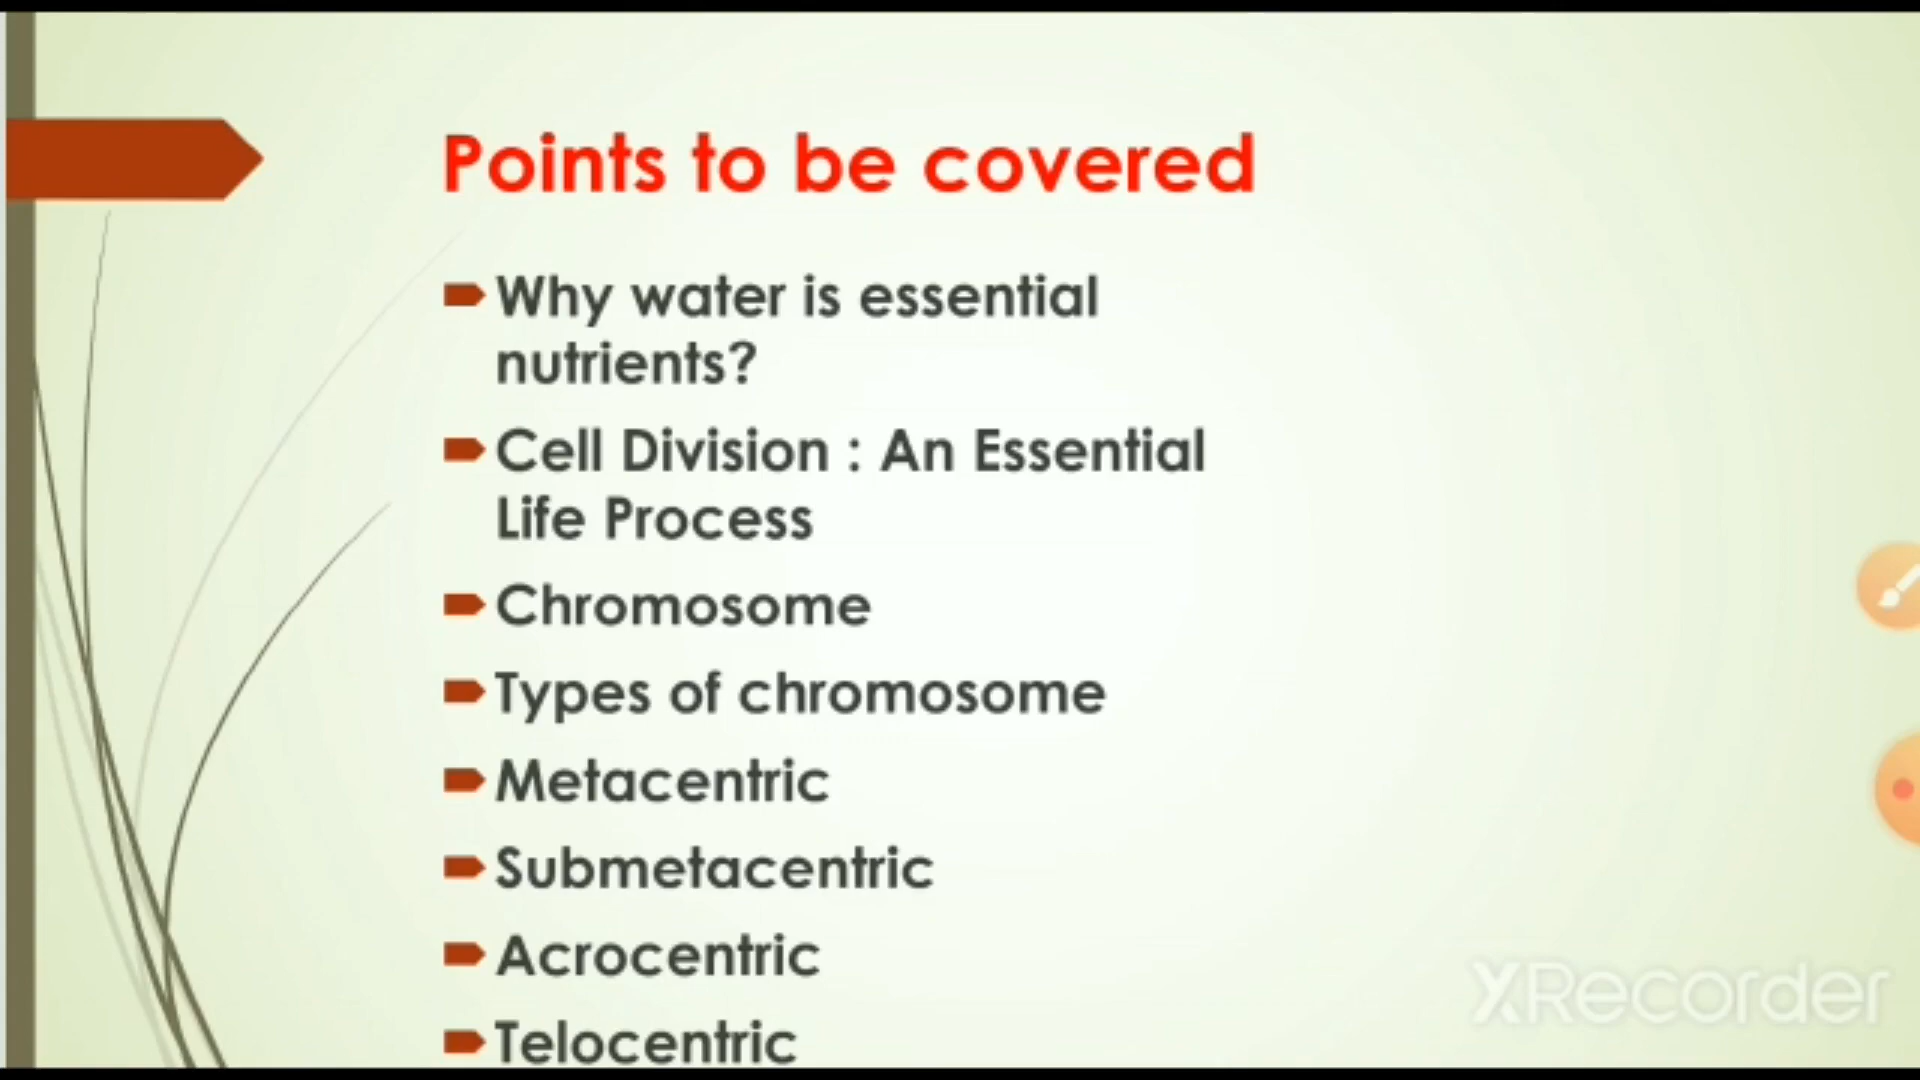 Points to be covered
Why water is essential
nutrients?
Cell Division : An Essential
Life Process
Chromosome
Types of chromosome
Metacentric
Submetacentric
Acrocentric
Telocentric
XRecorder